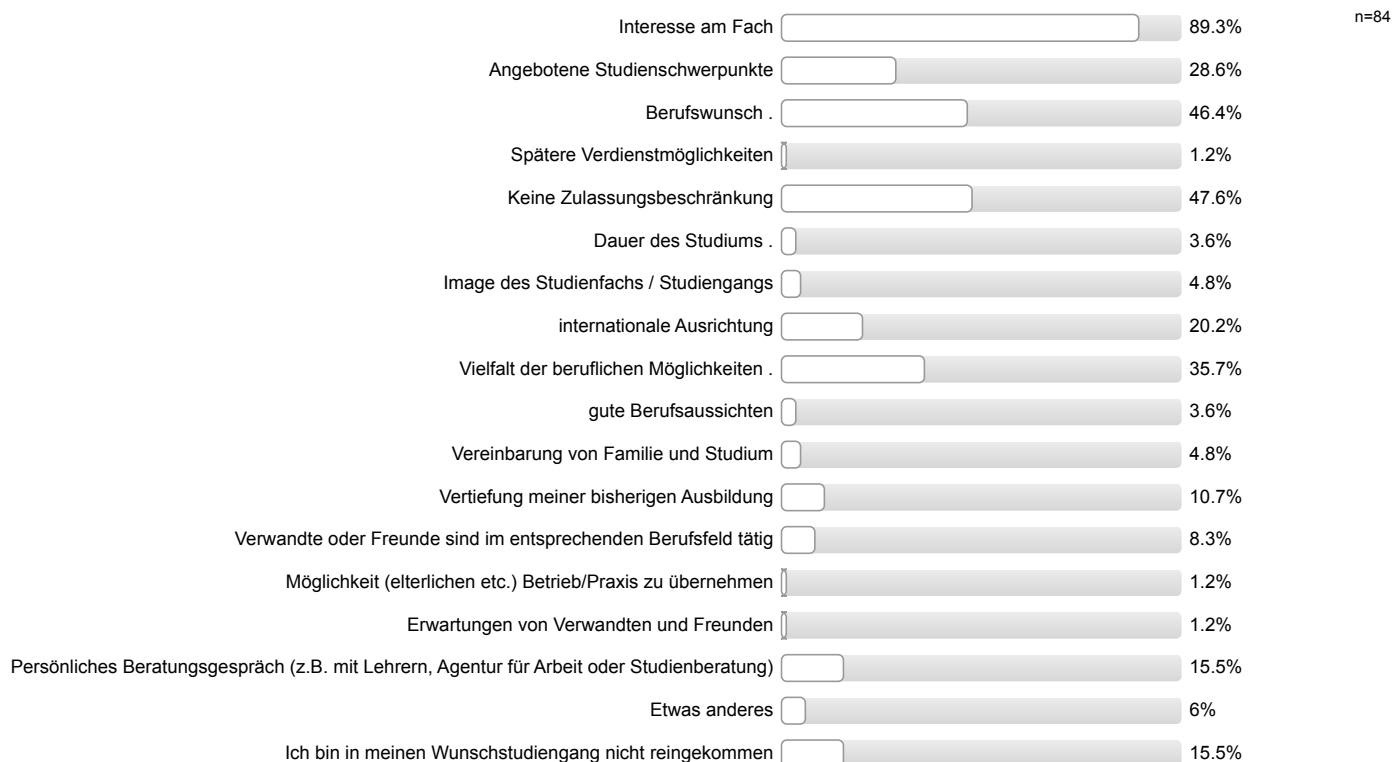 n=84
Interesse am Fach 89.3%
Angebotene Studienschwerpunkte 28.6%
Berufswunsch . 46.4%
Spätere Verdienstmöglichkeiten 1.2%
Keine Zulassungsbeschränkung 47.6%
Dauer des Studiums . 3.6%
Image des Studienfachs / Studiengangs 4.8%
internationale Ausrichtung 20.2%
Vielfalt der beruflichen Möglichkeiten . 35.7%
gute Berufsaussichten 3.6%
Vereinbarung von Familie und Studium 4.8%
Vertiefung meiner bisherigen Ausbildung 10.7%
Verwandte oder Freunde sind im entsprechenden Berufsfeld tätig 8.3%
Möglichkeit (elterlichen etc.) Betrieb/Praxis zu übernehmen 1.2%
Erwartungen von Verwandten und Freunden 1.2%
Persönliches Beratungsgespräch (z.B. mit Lehrern, Agentur für Arbeit oder Studienberatung) 15.5%
Etwas anderes 6%
Ich bin in meinen Wunschstudiengang nicht reingekommen 15.5%